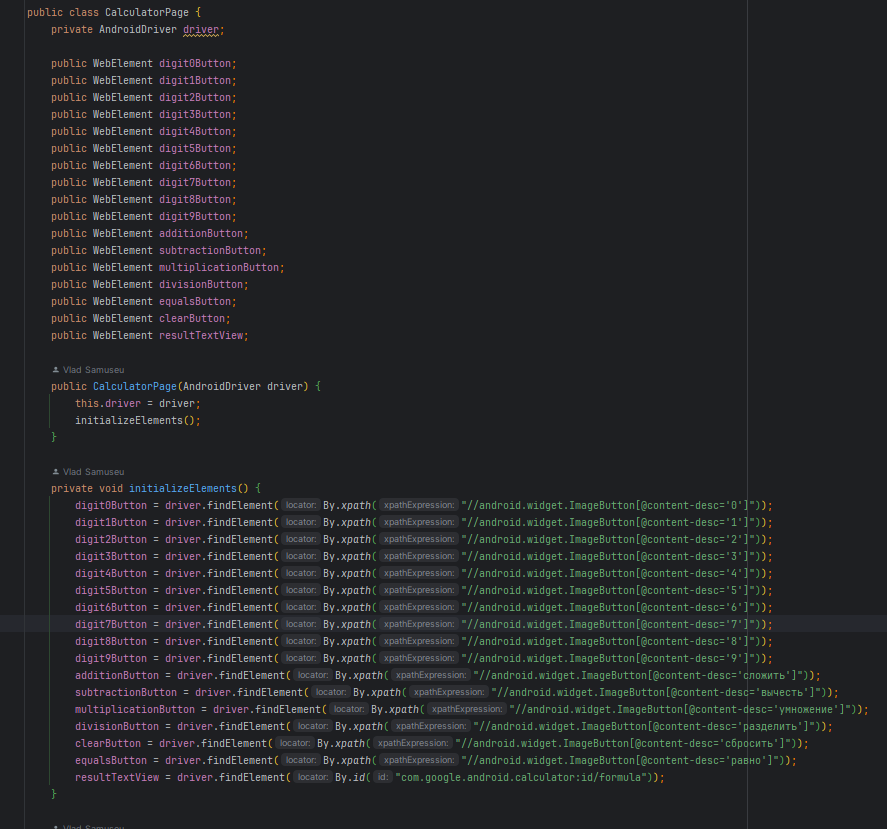 public class CalculatorPage {
private AndroidDriver driver;
public WebElement digit0Button;
public WebElement digit1Button;
public WebElement digit2Button;
public WebElement digit3Button;
public WebElement digit4Button;
public WebElement digit5Button;
public WebElement digit6Button;
public WebElement digit7Button;
public WebElement digit8Button;
public WebElement digit9Button;
public WebElement additionButton;
public WebElement subtractionButton;
public WebElement multiplicationButton;
public WebElement divisionButton;
public WebElement equalsButton;
public WebElement clearButton;
public WebElement resultTextView;
Vlad Samuseu
public CalculatorPage(AndroidDriver driver) {
this.driver = driver;
initializeElements();
}
Vlad Samuseu
private void initializeElements() {
digit0Button = driver.findElement( locator: By.xpath( xpathExpression: "//android.widget.ImageButton[@content-desc='0']"));
digit1Button = driver.findElement( locator: By.xpath( xpathExpression: "//android.widget.ImageButton[@content-desc='1']"));
digit2Button = driver.findElement( locator: By.xpath( xpathExpression: "//android.widget.ImageButton[@content-desc='2']"));
digit3Button = driver.findElement( locator: By.xpath( xpathExpression: "//android.widget.ImageButton[@content-desc='3']"));
digit4Button = driver.findElement( locator: By.xpath( xpathExpression: "//android.widget.ImageButton[@content-desc='4']"));
digit5Button = driver.findElement( locator: By.xpath( xpathExpression: "//android.widget.ImageButton[@content-desc='5']"));
digit6Button = driver.findElement( locator: By.xpath( xpathExpression: "//android.widget.ImageButton[@content-desc='6']"));
digit7Button = driver.findElement( locator: By.xpath( xpathExpression: "//android.widget.ImageButton[@content-desc='7']"));
digit8Button = driver.findElement( locator: By.xpath( xpathExpression: "//android.widget.ImageButton[@content-desc='8']"));
digit9Button = driver.findElement( locator: By.xpath( xpathExpression: "//android.widget.ImageButton[@content-desc='9']"));
additionButton = driver.findElement( locator: By.xpath( xpathExpression: "//android.widget.ImageButton[@content-desc='сложить']"));
subtractionButton = driver.findElement( locator: By.xpath( xpathExpression: "//android.widget.ImageButton[@content-desc='вычесть']"));
multiplicationButton = driver.findElement( locator: By.xpath( xpathExpression: "//android.widget.ImageButton[@content-desc='умножение']"));
divisionButton = driver.findElement( locator: By.xpath( xpathExpression: "//android.widget.ImageButton[@content-desc='разделить']"));
clearButton = driver.findElement( locator: By.xpath( xpathExpression: "//android.widget.ImageButton[@content-desc='сбросить']"));
equalsButton = driver.findElement( locator: By.xpath( xpathExpression: "//android.widget.ImageButton[@content-desc='равно']"));
resultTextView = driver.findElement( locator: By.id( id: "com.google.android.calculator:id/formula"));
}
Vlad Samuseu